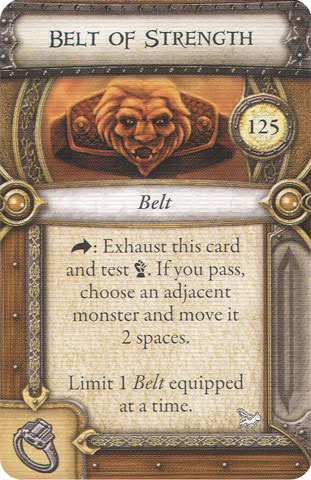 BELT OF STRENGTH
125
Belt
: Exhaust this card
and test . If you pass,
choose an adjacent
monster and move it
2 spaces.
Limit 1 Belt equipped
at a time.